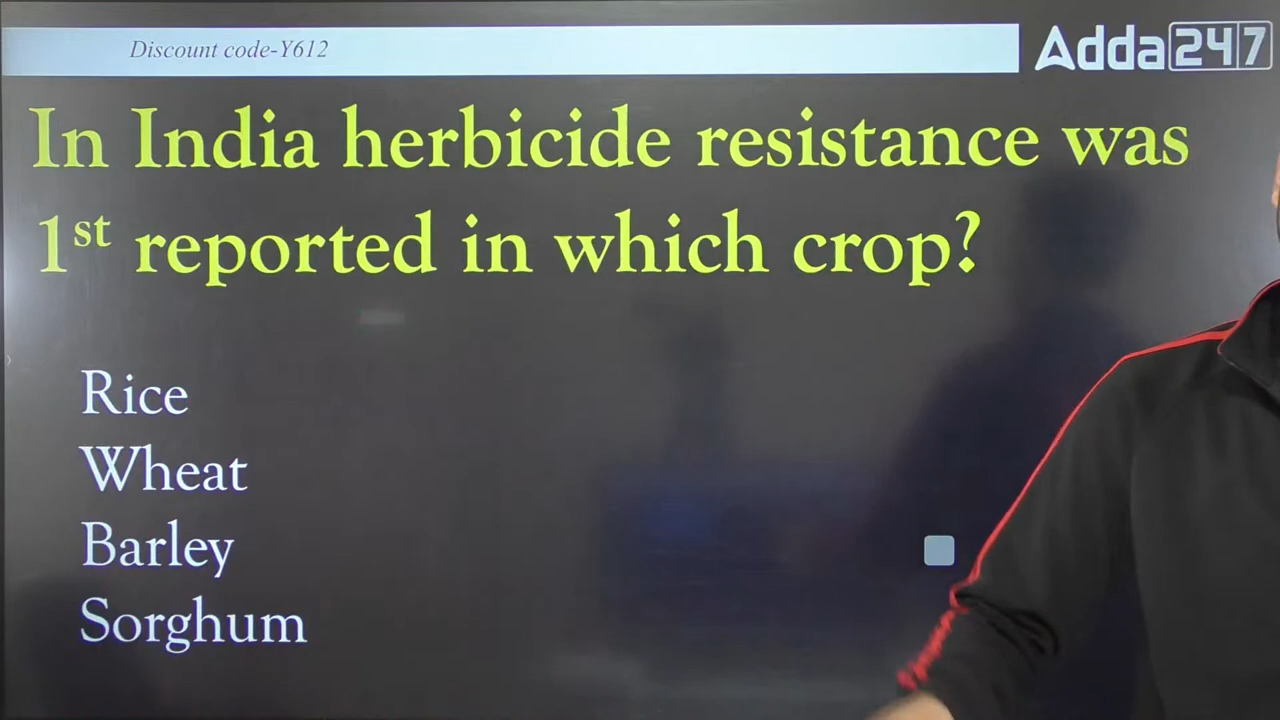 Discount code-Y612
Adda247
In India herbicide resistance was
1st reported in which crop?
Rice
Wheat
Barley
Sorghum